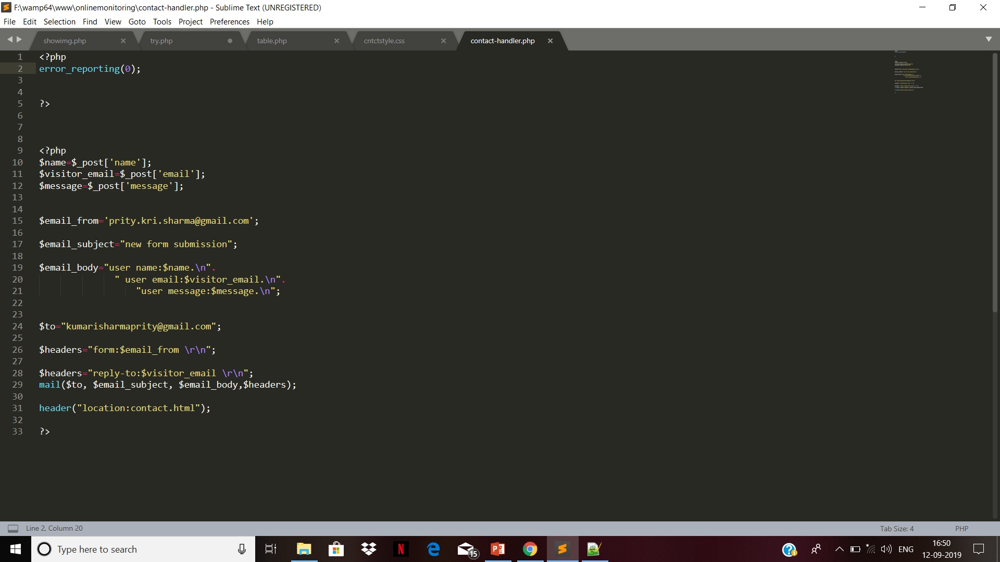 F:\wamp64\www\onlinemonitoring\contact-handler.php - Sublime Text (UNREGISTERED)
File Edit Selection Find View Goto Tools Project Preferences Help
showimg.php try.php table.php cntctstyle.css contact-handler.php
1 <?php
2 error_reporting(0);
3
4
5 ?>
6
7
8
9 <?php
10 $name=$_post['name'];
11 $visitor_email=$_post['email'];
12 $message=$_post['message'];
13
14
15 $email_from='prity.kri.sharma@gmail.com';
16
17 $email_subject="new form submission";
18
19 $email_body="user name:$name.\n".
20 " user email:$visitor_email.\n".
21 "user message:$message.\n";
22
23
24 $to="kumarisharmaprity@gmail.com";
25
26 $headers="form:$email_from \r\n";
27
28 $headers="reply-to:$visitor_email \r\n";
29 mail($to, $email_subject, $email_body,$headers);
30
31 header("location:contact.html");
32
33 ?>
Line 2, Column 20 Tab Size: 4 PHP
Type here to search 15 ENG 16:50
12-09-2019